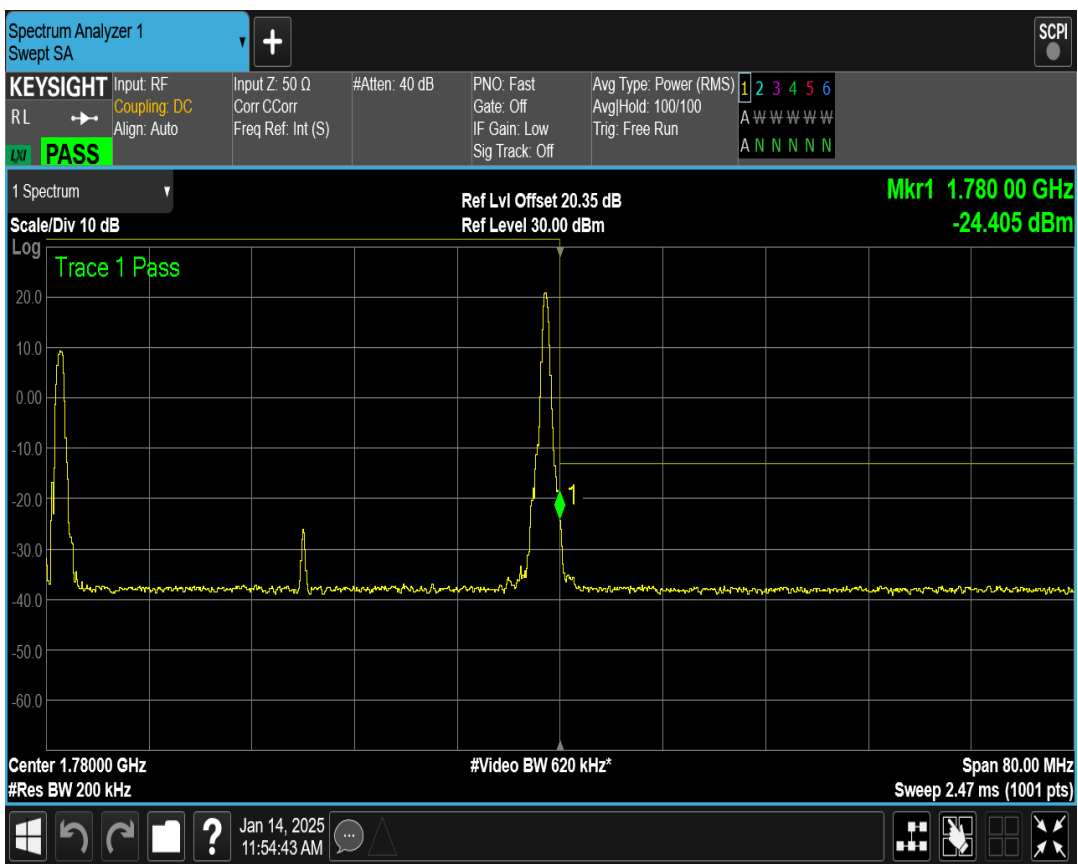 Spectrum Analyzer 1
Swept SA
SCPI
KEYSIGHT
RL
LXI PASS
Input: RF
Coupling: DC
Align: Auto
Input Z: 50 Ω
Corr CCorr
Freq Ref: Int (S)
#Atten: 40 dB
PNO: Fast
Gate: Off
IF Gain: Low
Sig Track: Off
Avg Type: Power (RMS)
Avg|Hold: 100/100
Trig: Free Run
1 2 3 4 5 6
A W W W W W
A N N N N N
1 Spectrum
Scale/Div 10 dB
Ref Lvl Offset 20.35 dB
Ref Level 30.00 dBm
Mkr1 1.780 00 GHz
-24.405 dBm
Log
Trace 1 Pass
20.0
10.0
0.00
-10.0
-20.0
1
-30.0
-40.0
-50.0
-60.0
Center 1.78000 GHz
#Video BW 620 kHz*
Span 80.00 MHz
#Res BW 200 kHz
Sweep 2.47 ms (1001 pts)
?
Jan 14, 2025
11:54:43 AM